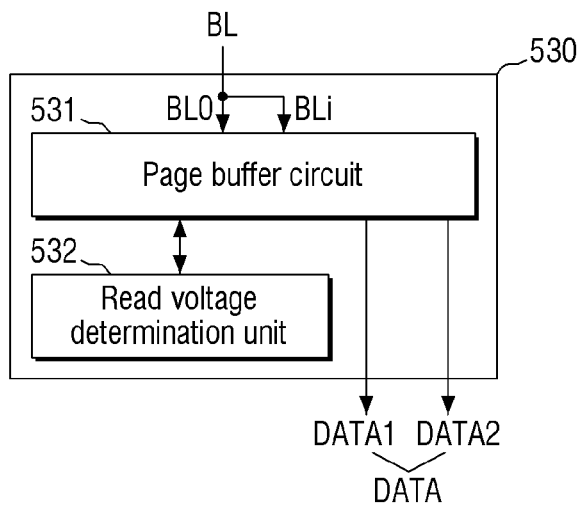 BL
530
531
BL0
BLi
Page buffer circuit
532
Read voltage
determination unit
DATA1 DATA2
DATA